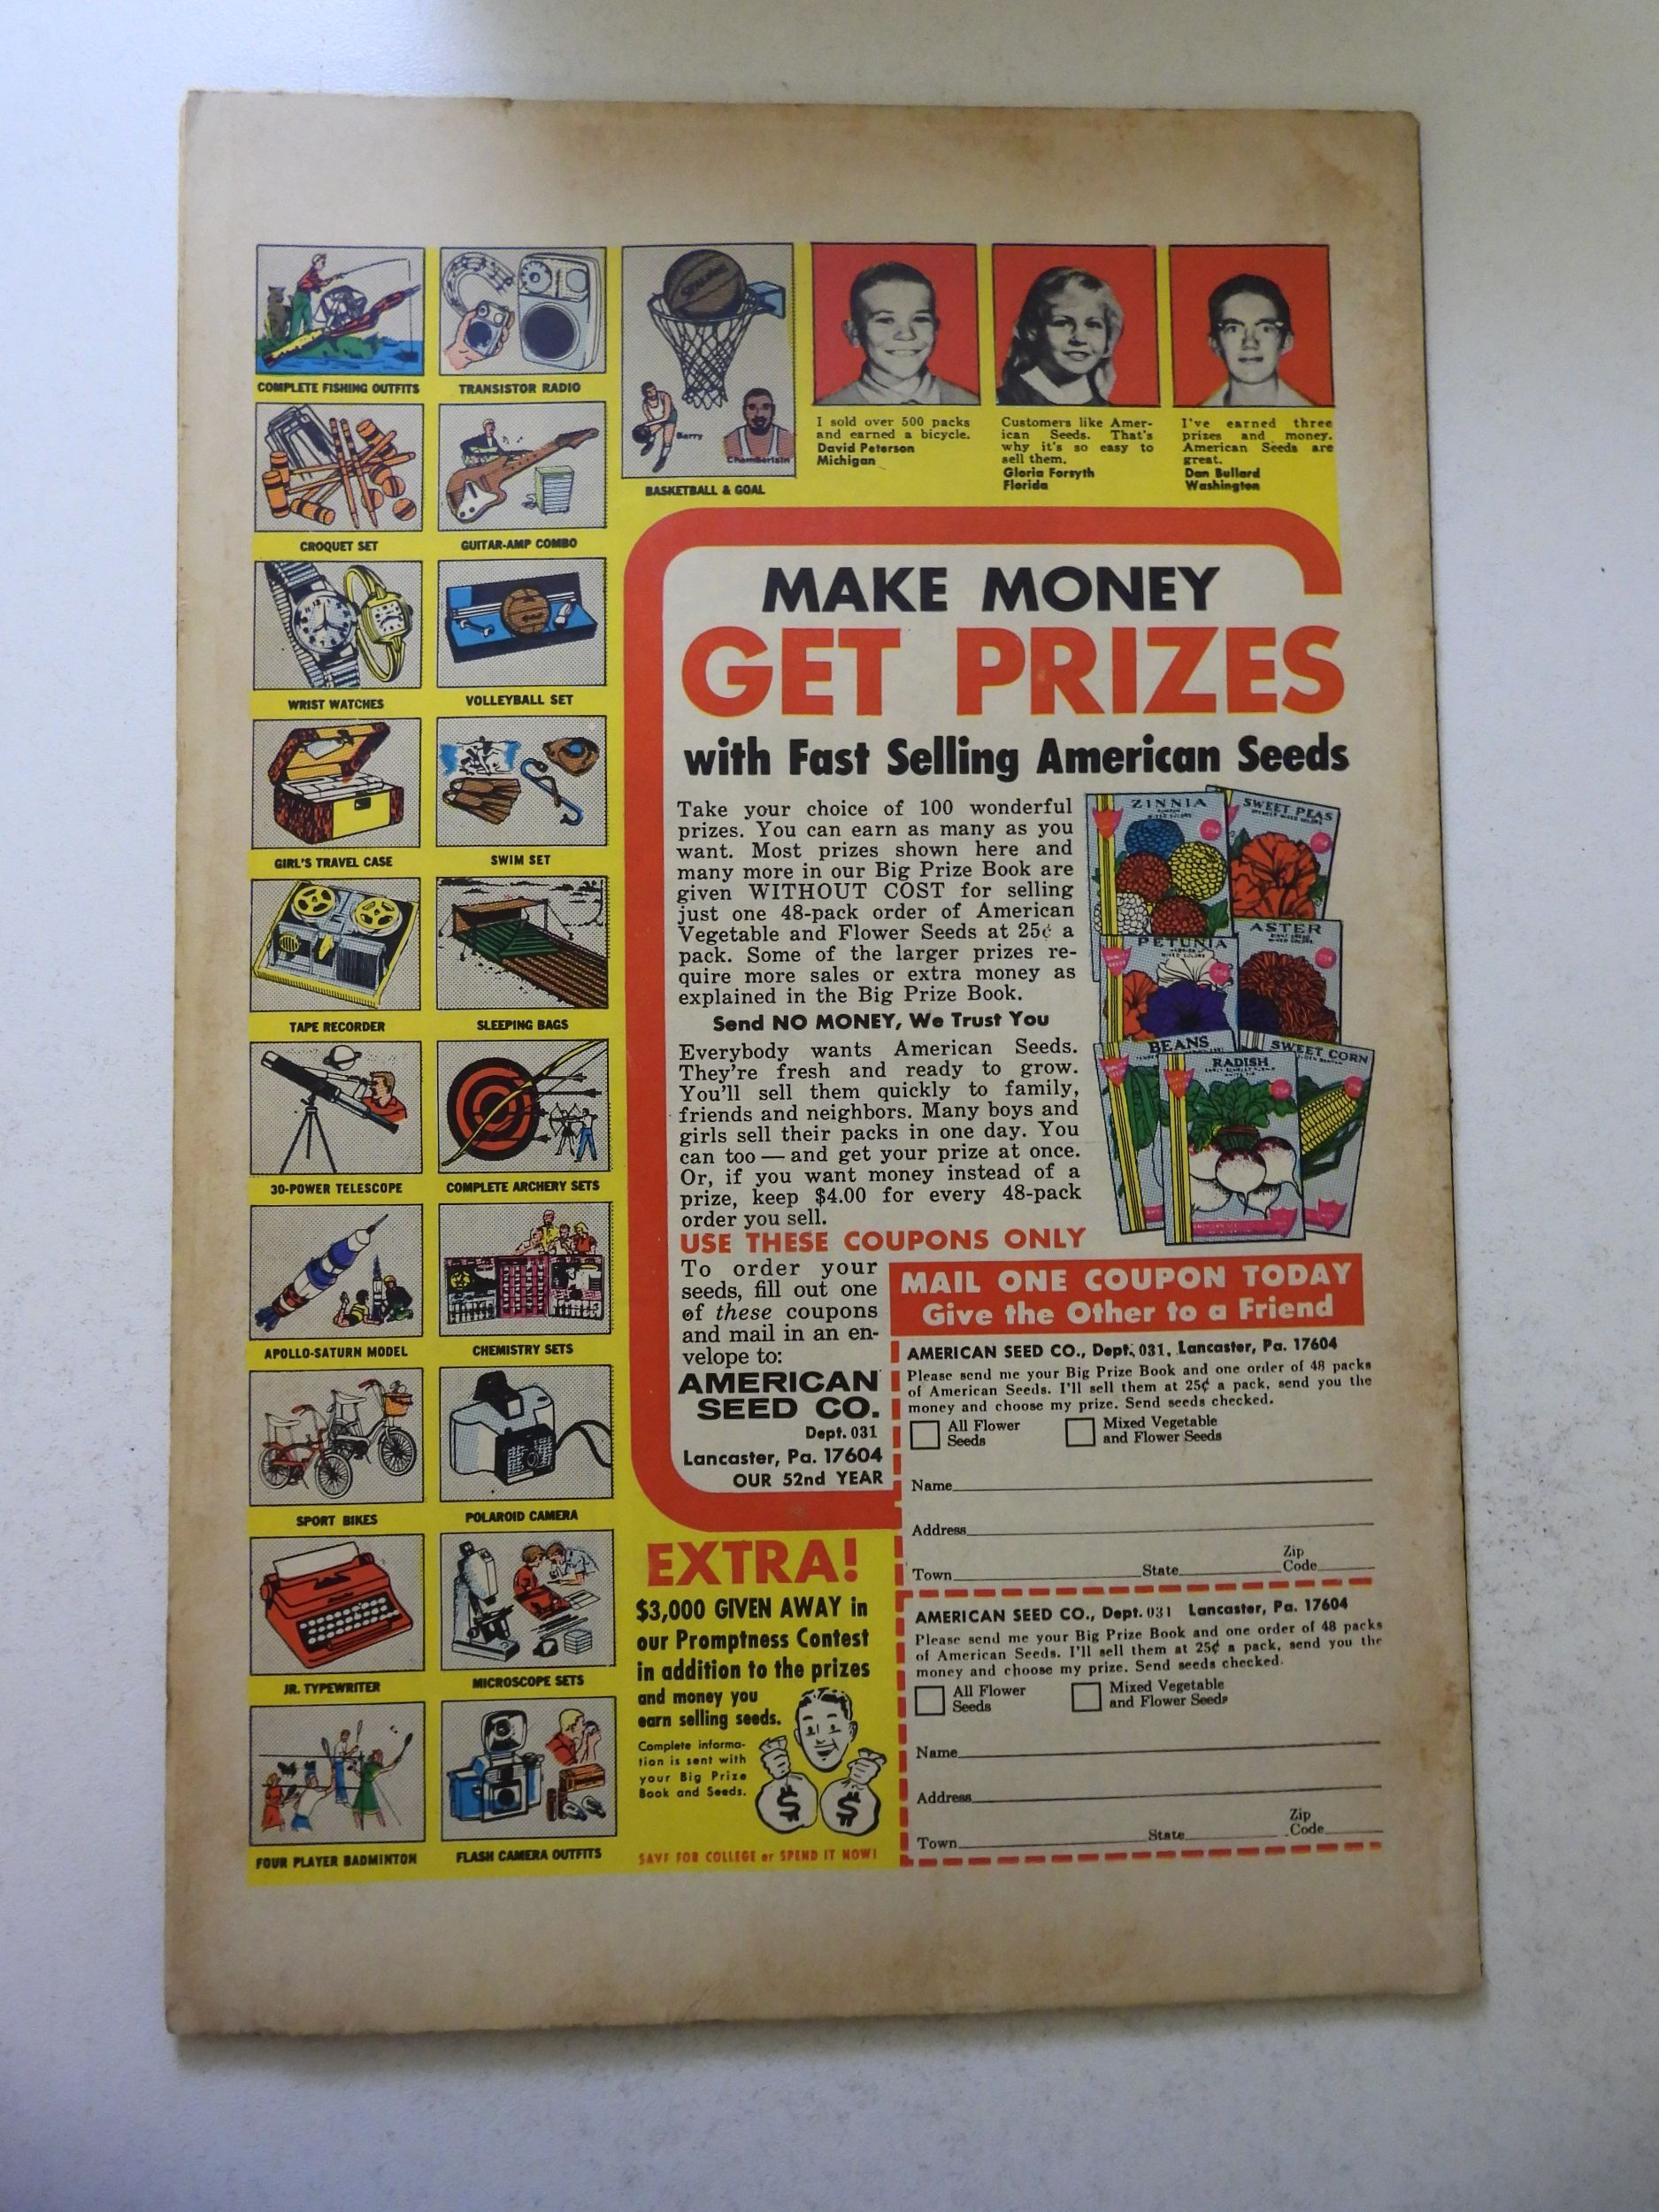 COMPLETE FISHING OUTFITS
TRANSISTOR RADIO
SPALDING
Barry
Chamberlain
BASKETBALL & GOAL
I sold over 500 packs
and earned a bicycle.
David Peterson
Michigan
Customers like Amer-
ican Seeds. That's
why it's so easy to
sell them.
Gloria Forsyth
Florida
I've earned three
prizes and money.
American Seeds are
great.
Dan Bullard
Washington
CROQUET SET
GUITAR-AMP COMBO
WRIST WATCHES
VOLLEYBALL SET
GIRL'S TRAVEL CASE
SWIM SET
TAPE RECORDER
SLEEPING BAGS
30-POWER TELESCOPE
COMPLETE ARCHERY SETS
APOLLO-SATURN MODEL
CHEMISTRY SETS
SPORT BIKES
POLAROID CAMERA
JR. TYPEWRITER
MICROSCOPE SETS
FOUR PLAYER BADMINTON
FLASH CAMERA OUTFITS
MAKE MONEY
GET PRIZES
with Fast Selling American Seeds
Take your choice of 100 wonderful
prizes. You can earn as many as you
want. Most prizes shown here and
many more in our Big Prize Book are
given WITHOUT COST for selling
just one 48-pack order of American
Vegetable and Flower Seeds at 25¢ a
pack. Some of the larger prizes re-
quire more sales or extra money as
explained in the Big Prize Book.
Send NO MONEY, We Trust You
Everybody wants American Seeds.
They're fresh and ready to grow.
You'll sell them quickly to family,
friends and neighbors. Many boys and
girls sell their packs in one day. You
can too — and get your prize at once.
Or, if you want money instead of a
prize, keep $4.00 for every 48-pack
order you sell.
ZINNIA
MIXED COLORS
25¢
SWEET PEAS
MIXED COLORS
25¢
PETUNIA
MIXED COLORS
25¢
ASTER
MIXED COLORS
25¢
BEANS
RADISH
25¢
SWEET CORN
25¢
USE THESE COUPONS ONLY
To order your
seeds, fill out one
of these coupons
and mail in an en-
velope to:
AMERICAN
SEED CO.
Dept. 031
Lancaster, Pa. 17604
OUR 52nd YEAR
MAIL ONE COUPON TODAY
Give the Other to a Friend
AMERICAN SEED CO., Dept. 031, Lancaster, Pa. 17604
Please send me your Big Prize Book and one order of 48 packs
of American Seeds. I'll sell them at 25¢ a pack, send you the
money and choose my prize. Send seeds checked.
All Flower
Seeds
Mixed Vegetable
and Flower Seeds
Name
Address
Town State Zip Code
AMERICAN SEED CO., Dept. 031 Lancaster, Pa. 17604
Please send me your Big Prize Book and one order of 48 packs
of American Seeds. I'll sell them at 25¢ a pack, send you the
money and choose my prize. Send seeds checked.
All Flower
Seeds
Mixed Vegetable
and Flower Seeds
Name
Address
Town State Zip Code
EXTRA!
$3,000 GIVEN AWAY in
our Promptness Contest
in addition to the prizes
and money you
earn selling seeds.
Complete informa-
tion is sent with
your Big Prize
Book and Seeds.
$ $
SAVE FOR COLLEGE or SPEND IT NOW!